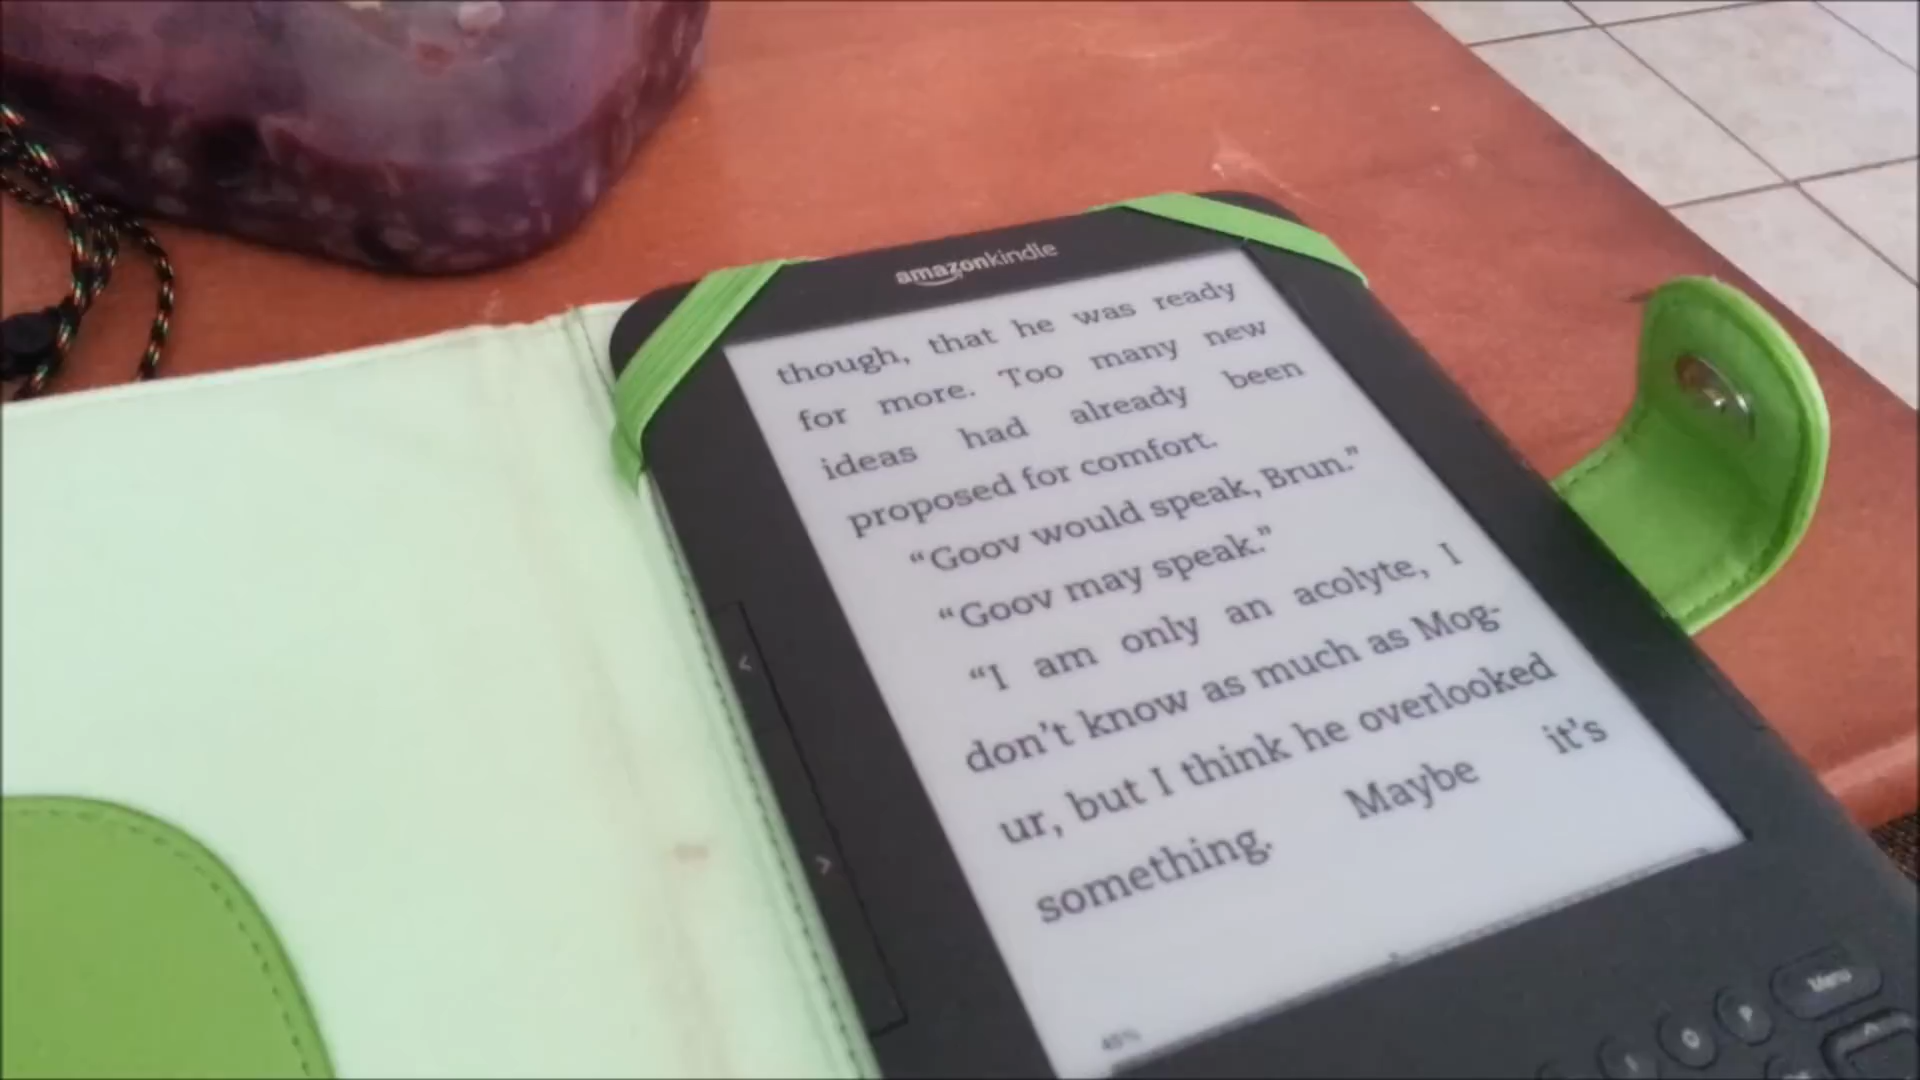 amazonkindle
though, that he was ready
for more. Too many new
ideas had already been
proposed for comfort.
“Goov would speak, Brun.”
“Goov may speak.”
“I am only an acolyte, I
don’t know as much as Mog-
ur, but I think he overlooked
something. Maybe it’s
Menu